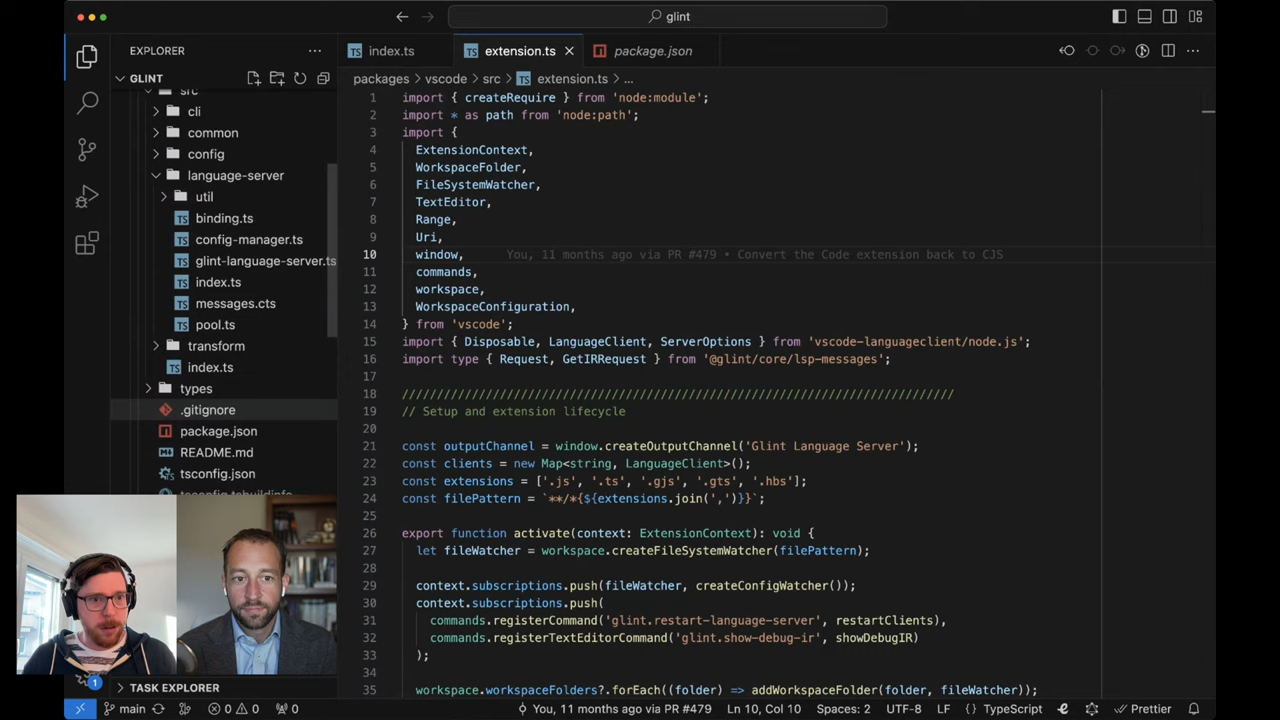 glint
EXPLORER
index.ts
extension.ts
package.json
GLINT
packages > vscode > src > extension.ts > ...
src
cli
common
config
language-server
util
binding.ts
config-manager.ts
glint-language-server.ts
index.ts
messages.cts
pool.ts
transform
index.ts
types
.gitignore
package.json
README.md
tsconfig.json
tsconfig.tsbuildinfo
1 import { createRequire } from 'node:module';
2 import * as path from 'node:path';
3 import {
4 ExtensionContext,
5 WorkspaceFolder,
6 FileSystemWatcher,
7 TextEditor,
8 Range,
9 Uri,
10 window, You, 11 months ago via PR #479 • Convert the Code extension back to CJS
11 commands,
12 workspace,
13 WorkspaceConfiguration,
14 } from 'vscode';
15 import { Disposable, LanguageClient, ServerOptions } from 'vscode-languageclient/node.js';
16 import type { Request, GetIRRequest } from '@glint/core/lsp-messages';
17
18 ///////////////////////////////////////////////////////////////////////////////
19 // Setup and extension lifecycle
20
21 const outputChannel = window.createOutputChannel('Glint Language Server');
22 const clients = new Map<string, LanguageClient>();
23 const extensions = ['.js', '.ts', '.gjs', '.gts', '.hbs'];
24 const filePattern = `**/*{${extensions.join(',')}}`;
25
26 export function activate(context: ExtensionContext): void {
27 let fileWatcher = workspace.createFileSystemWatcher(filePattern);
28
29 context.subscriptions.push(fileWatcher, createConfigWatcher());
30 context.subscriptions.push(
31 commands.registerCommand('glint.restart-language-server', restartClients),
32 commands.registerTextEditorCommand('glint.show-debug-ir', showDebugIR)
33 );
34
35 workspace.workspaceFolders?.forEach((folder) => addWorkspaceFolder(folder, fileWatcher));
1
TASK EXPLORER
main
0 0
0
You, 11 months ago via PR #479
Ln 10, Col 10
Spaces: 2
UTF-8
LF
{} TypeScript
Prettier